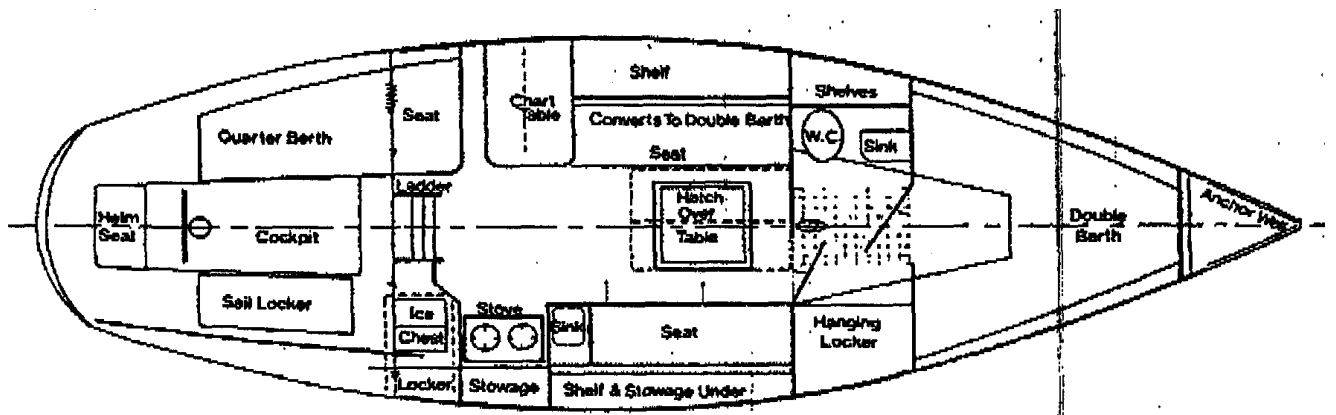 Shelf
Shelves
Chart
Table
Seat
Converts To Double Berth
Seat
Quarter Berth
W.C
Sink
Ladder
Hatch
Over
Table
Anchor Well
Helm
Seat
Cockpit
Double
Berth
Sail Locker
Ice
Chest
Stove
Sink
Seat
Hanging
Locker
Locker
Stowage
Shelf & Stowage Under